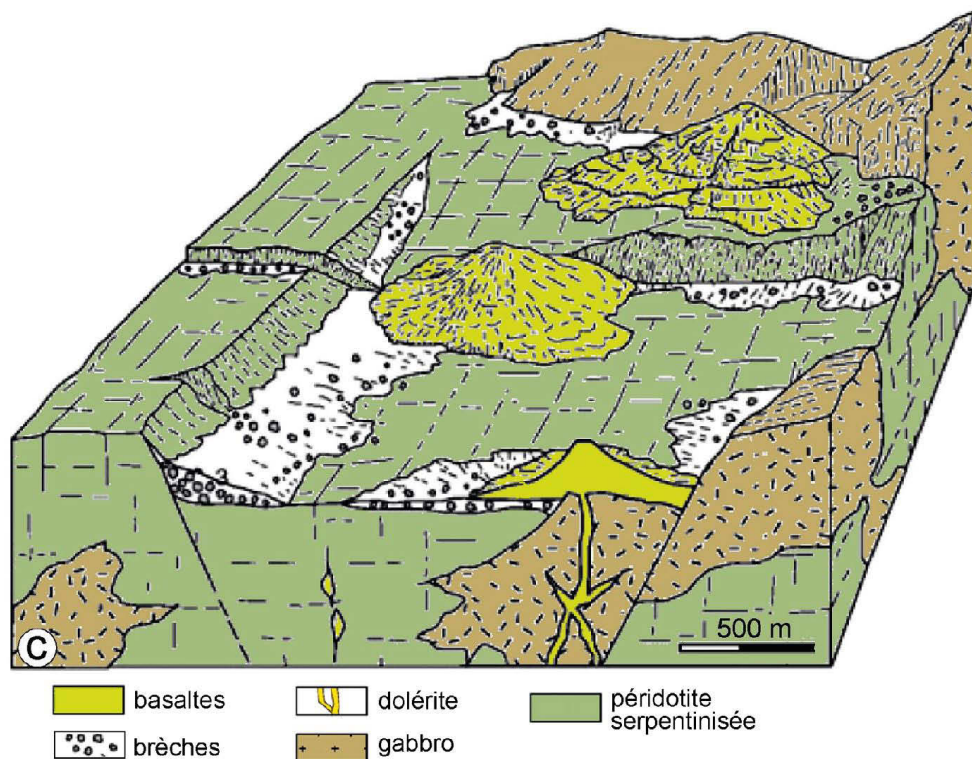 500 m
C
basaltes
dolérite
péridotite
serpentinisée
brèches
gabbro